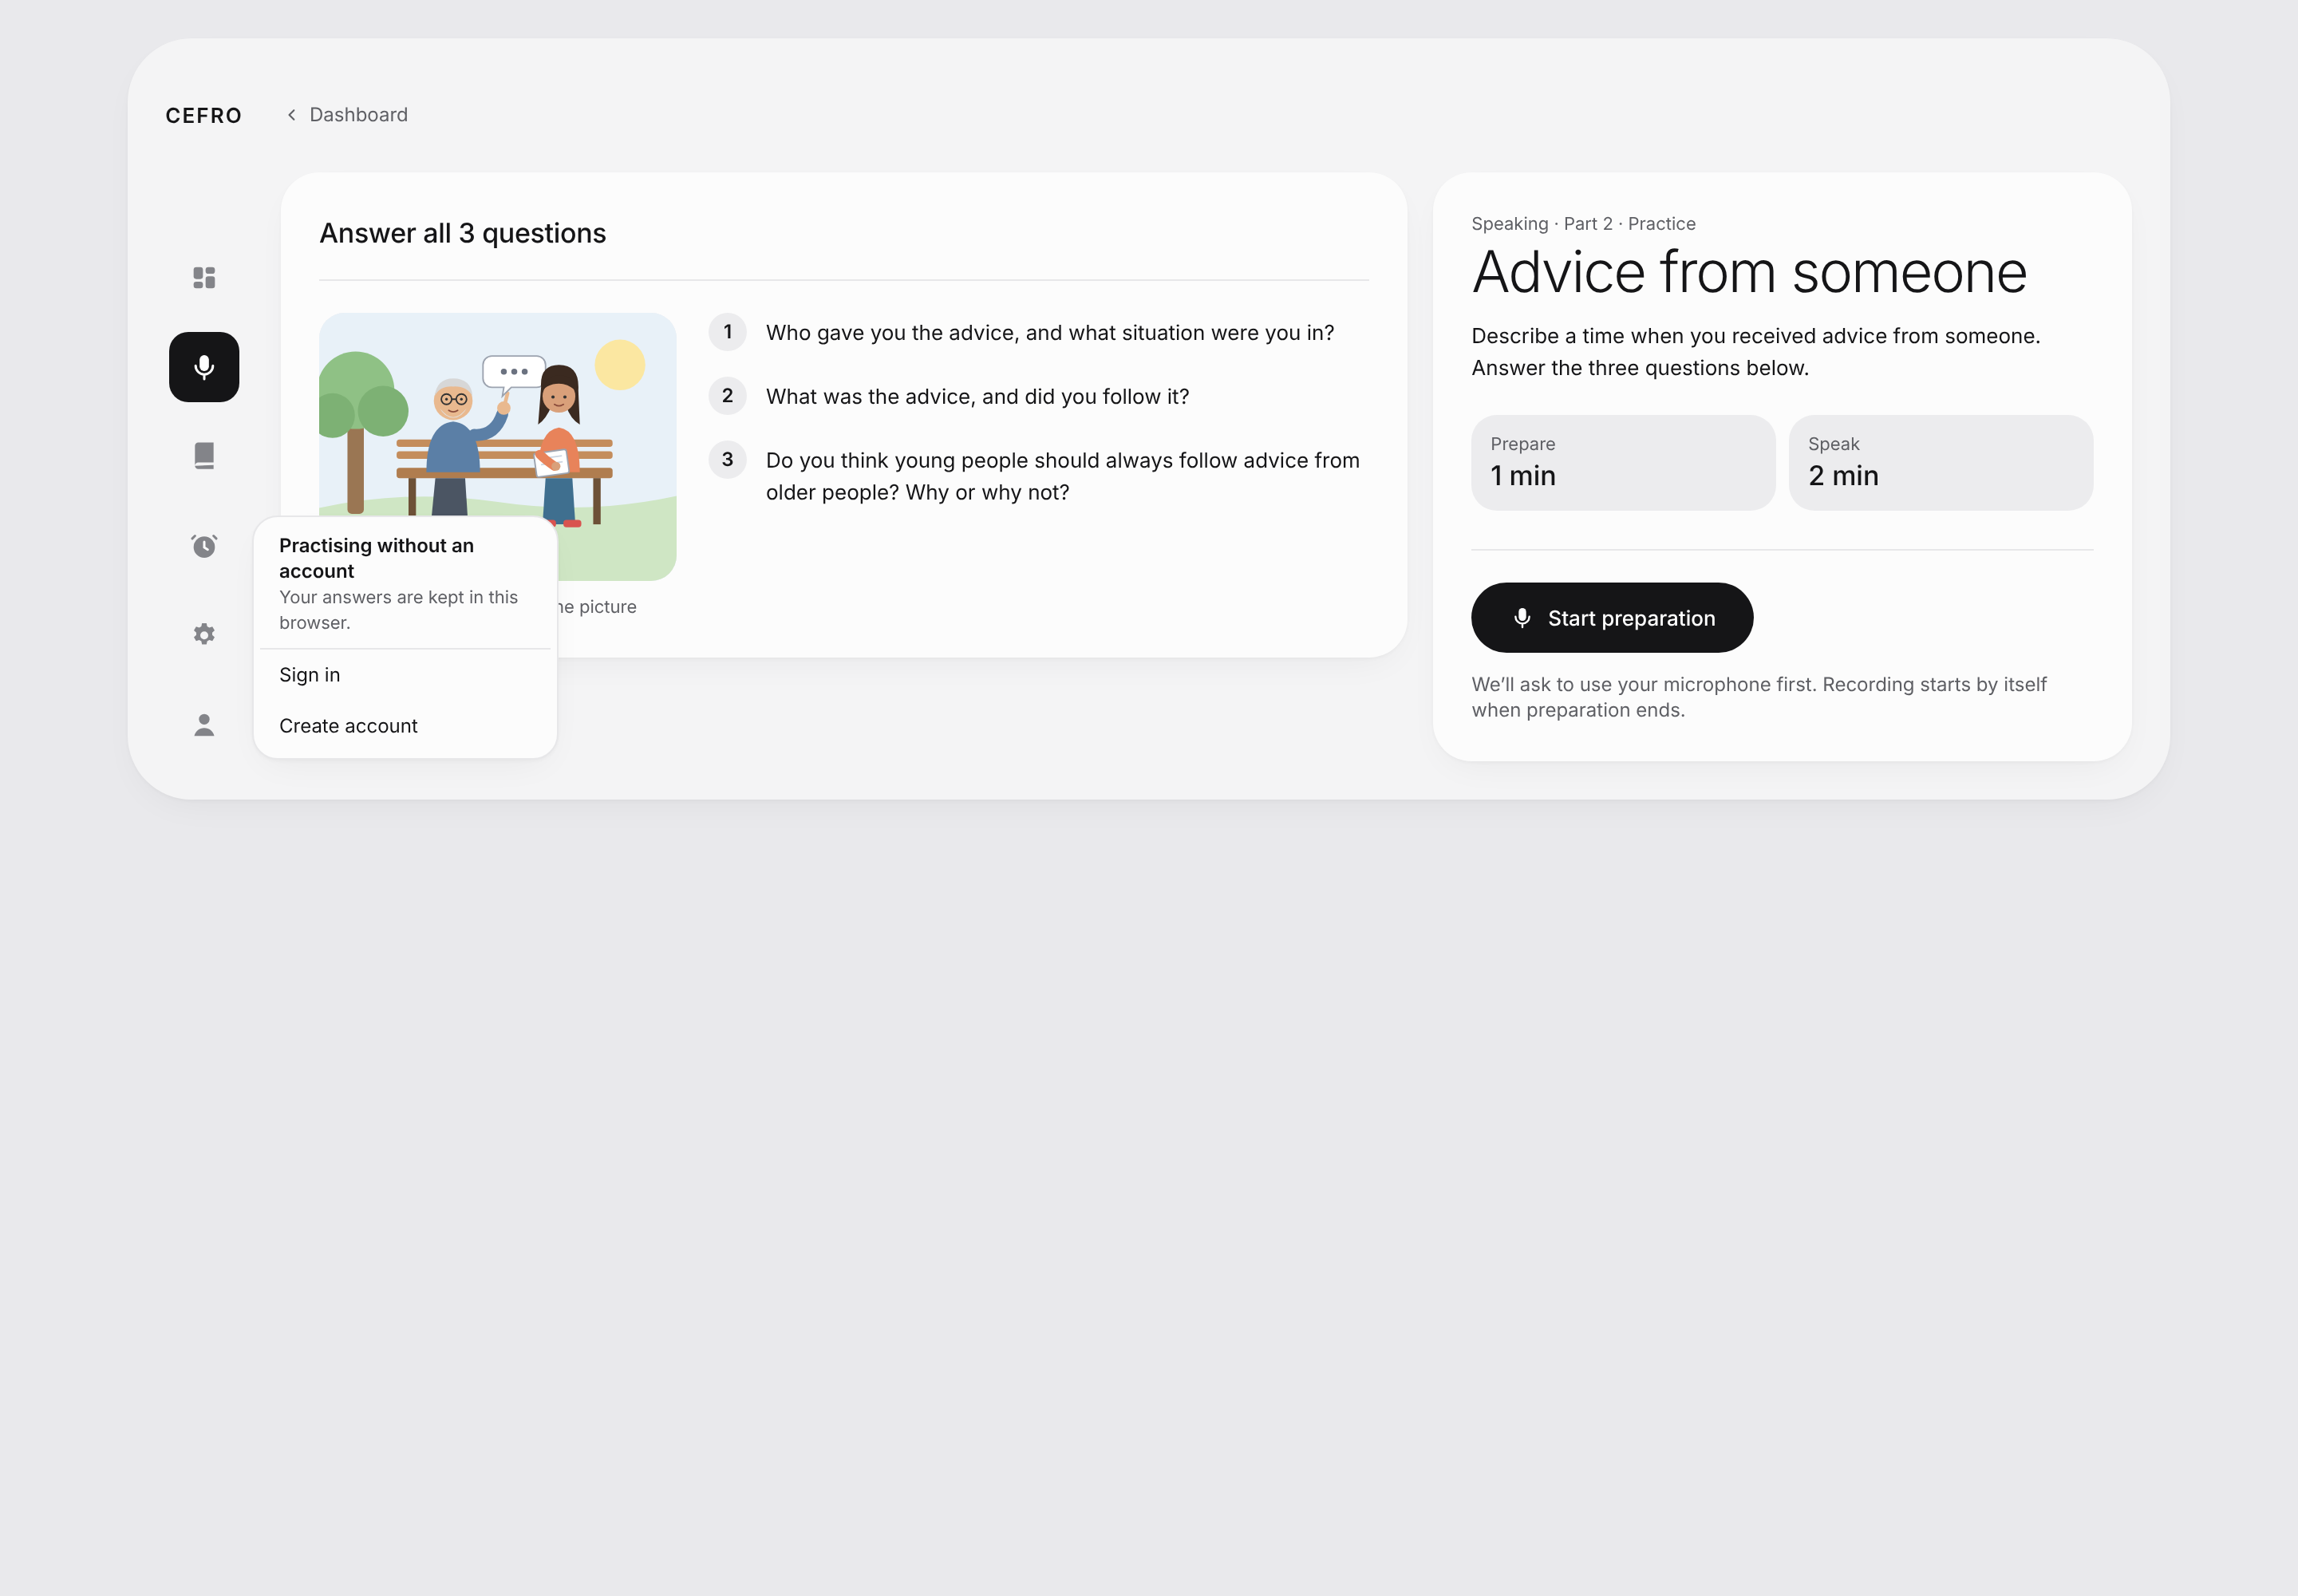 CEFRO
Dashboard
Answer all 3 questions
1 Who gave you the advice, and what situation were you in?
2 What was the advice, and did you follow it?
3 Do you think young people should always follow advice from
older people? Why or why not?
picture
Practising without an
account
Your answers are kept in this
browser.
Sign in
Create account
Speaking · Part 2 · Practice
Advice from someone
Describe a time when you received advice from someone.
Answer the three questions below.
Prepare
1 min
Speak
2 min
Start preparation
We’ll ask to use your microphone first. Recording starts by itself
when preparation ends.